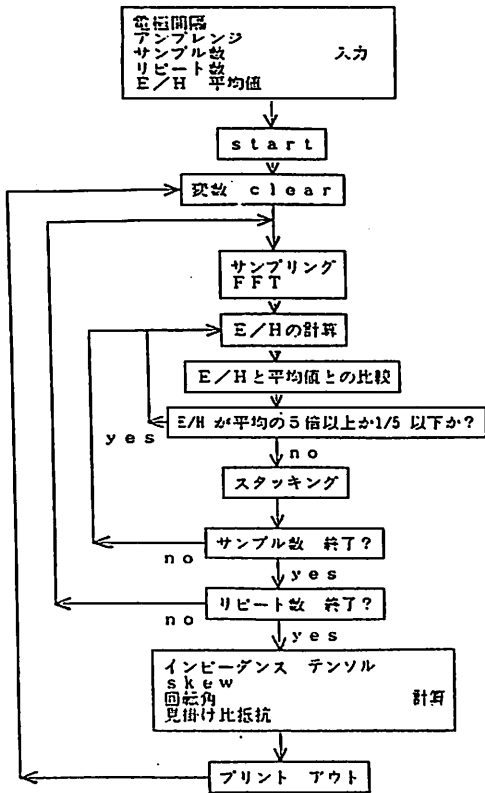 電極間隔
アンプレンジ
サンプル数 入力
リピート数
E/H 平均値
start
変数 clear
サンプリング
FFT
E/Hの計算
E/Hと平均値との比較
E/H が平均の5倍以上か1/5 以下か?
yes
no
スタッキング
サンプル数 終了?
no
yes
リピート数 終了?
no
yes
インピーダンス テンソル
skew
回転角 計算
見掛け比抵抗
プリント アウト